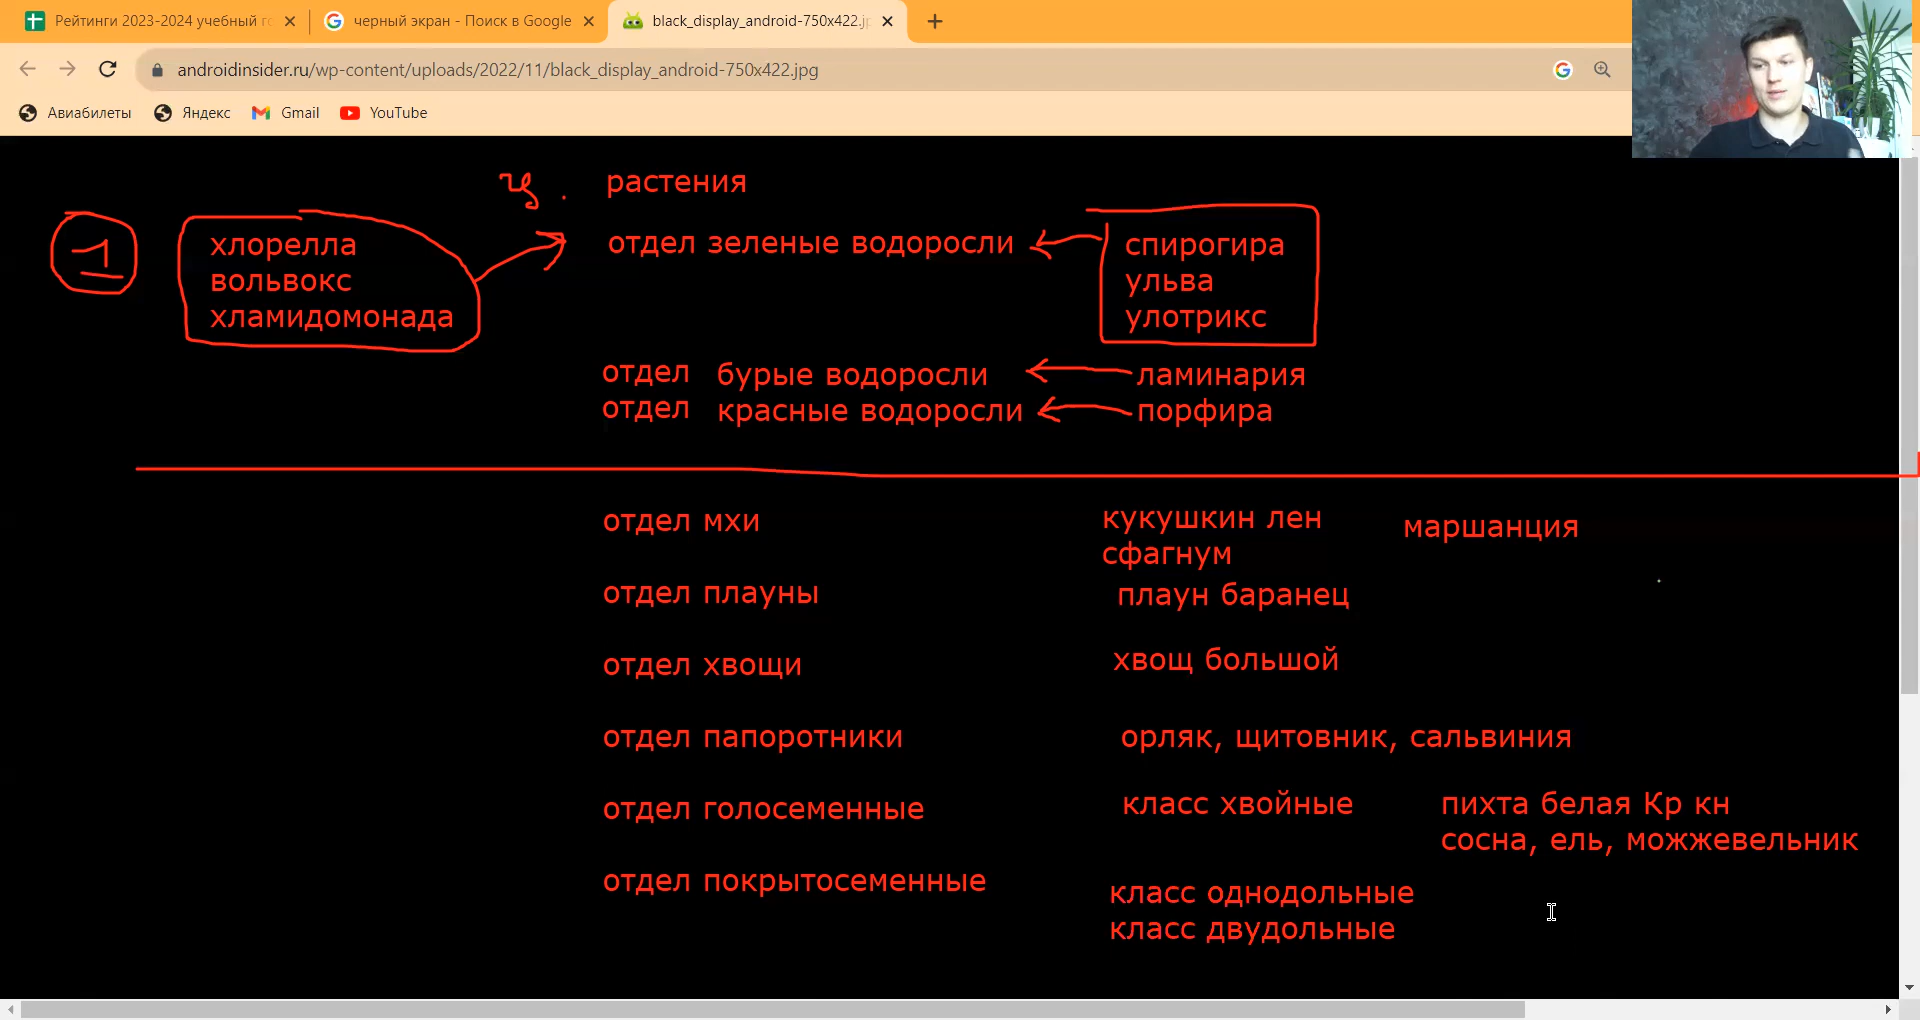 Рейтинги 2023-2024 учебный го
черный экран - Поиск в Google
black_display_android-750x422.jp
androidinsider.ru/wp-content/uploads/2022/11/black_display_android-750x422.jpg
Авиабилеты
Яндекс
Gmail
YouTube
растения
1
хлорелла
вольвокс
хламидомонада
отдел зеленые водоросли
спирогира
ульва
улотрикс
отдел бурые водоросли
ламинария
отдел красные водоросли
порфира
отдел мхи
кукушкин лен
сфагнум
маршанция
отдел плауны
плаун баранец
отдел хвощи
хвощ большой
отдел папоротники
орляк, щитовник, сальвиния
отдел голосеменные
класс хвойные
пихта белая Кр кн
сосна, ель, можжевельник
отдел покрытосеменные
класс однодольные
класс двудольные